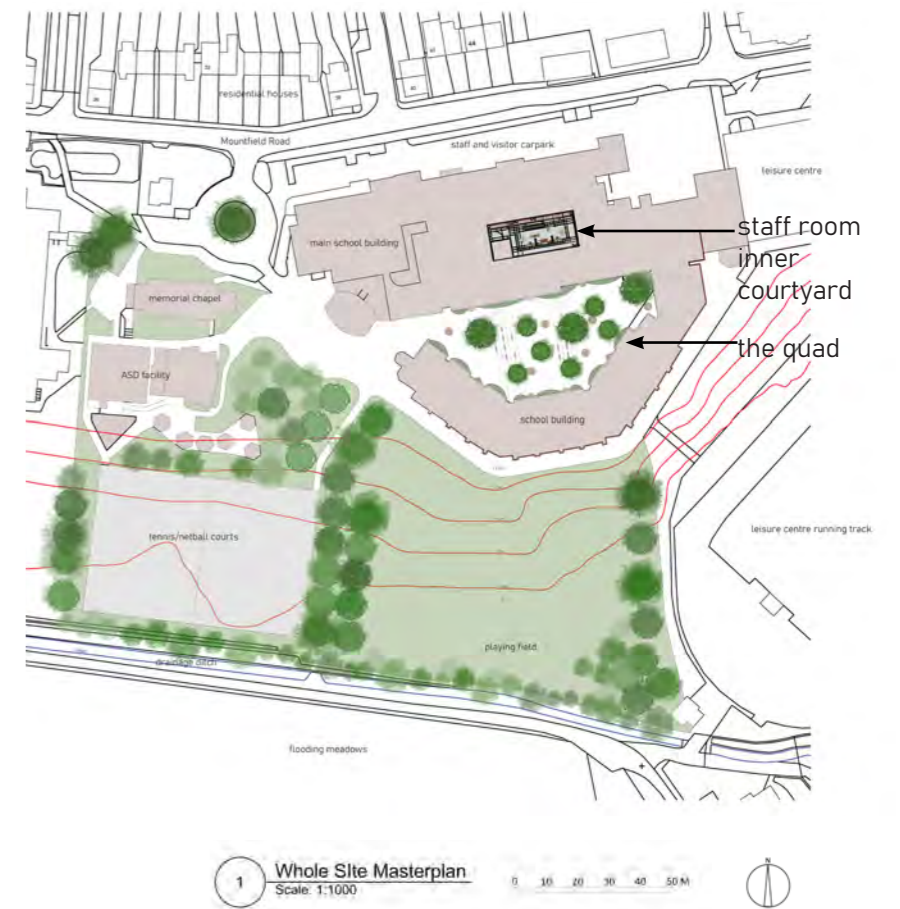 residential houses
Mountfield Road
staff and visitor carpark
leisure centre
staff room
inner
courtyard
main school building
memorial chapel
the quad
ASD facility
school building
leisure centre running track
tennis/netball courts
playing field
drainage ditch
flooding meadows
1
Whole SIte Masterplan
Scale: 1:1000
0 10 20 30 40 50 M
N